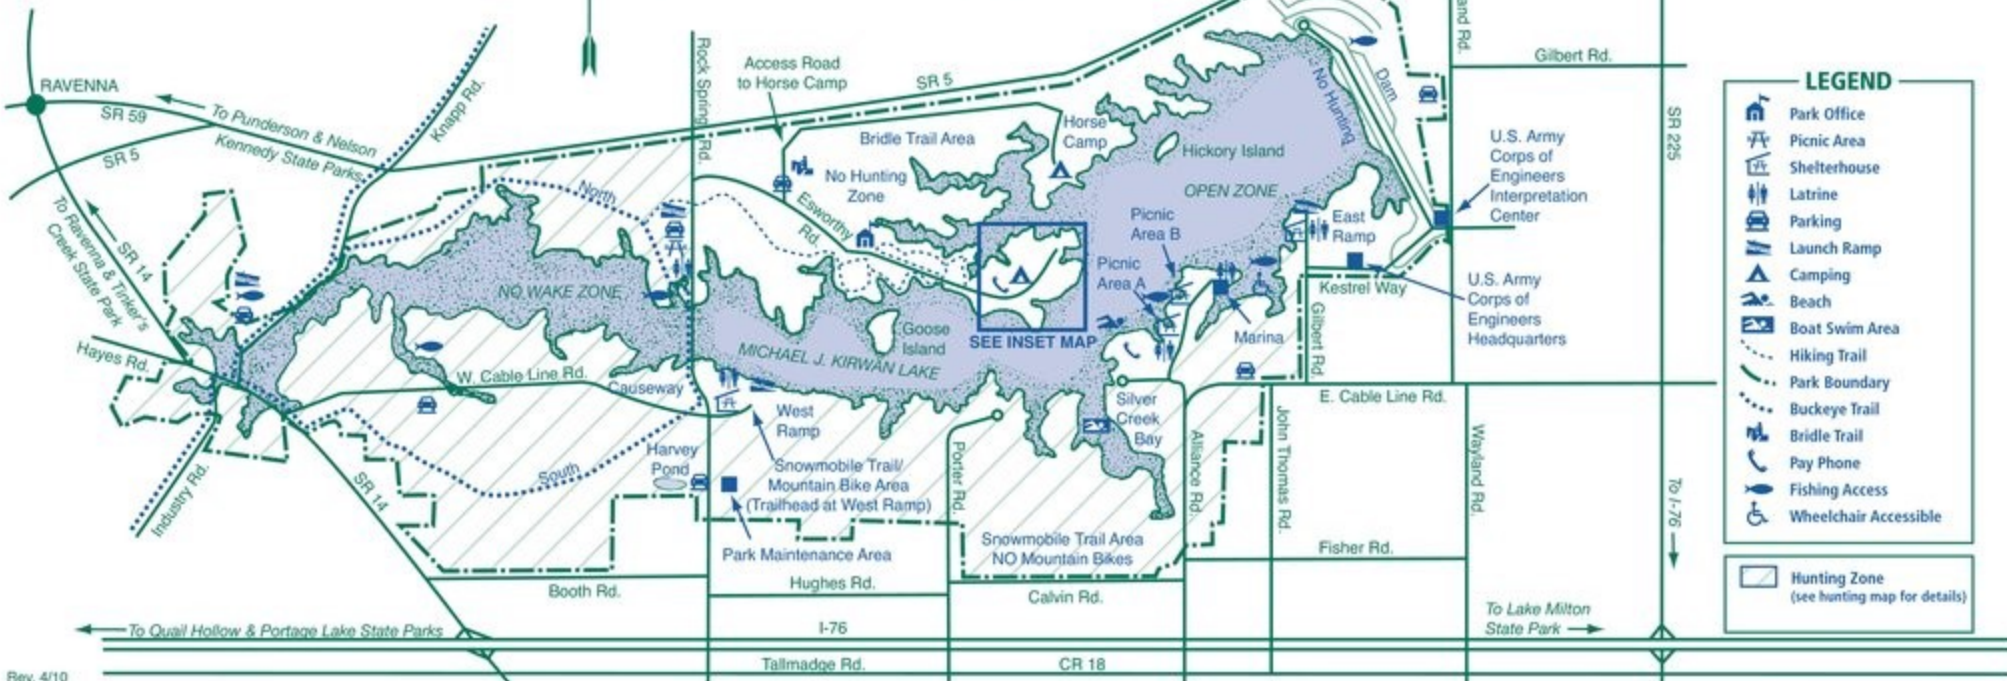 RAVENNA
SR 59
SR 5
To Punderson & Nelson
Kennedy State Parks
Knapp Rd.
To Ravenna & Tinker's
Creek State Park
SR 14
Hayes Rd.
Industry Rd.
North
South
SR 14
Rock Spring Rd.
Access Road
to Horse Camp
SR 5
Bridle Trail Area
No Hunting
Zone
Horse
Camp
Esworthy
Rd.
Hickory Island
OPEN ZONE
No Hunting
Dam
Picnic
Area B
Picnic
Area A
East
Ramp
NO WAKE ZONE
Goose
Island
SEE INSET MAP
MICHAEL J. KIRWAN LAKE
Marina
Kestrel Way
Gilbert Rd.
W. Cable Line Rd.
Causeway
West
Ramp
Harvey
Pond
Snowmobile Trail/
Mountain Bike Area
(Trailhead at West Ramp)
Park Maintenance Area
Porter Rd.
Silver
Creek
Bay
Alliance Rd.
John Thomas Rd.
E. Cable Line Rd.
Wayland Rd.
Snowmobile Trail Area
NO Mountain Bikes
Fisher Rd.
Booth Rd.
Hughes Rd.
Calvin Rd.
To Quail Hollow & Portage Lake State Parks
I-76
Tallmadge Rd.
CR 18
To Lake Milton
State Park
To I-76
and Rd.
Gilbert Rd.
SR 225
U.S. Army
Corps of
Engineers
Interpretation
Center
U.S. Army
Corps of
Engineers
Headquarters
LEGEND
Park Office
Picnic Area
Shelterhouse
Latrine
Parking
Launch Ramp
Camping
Beach
Boat Swim Area
Hiking Trail
Park Boundary
Buckeye Trail
Bridle Trail
Pay Phone
Fishing Access
Wheelchair Accessible
Hunting Zone
(see hunting map for details)
Rev. 4/10